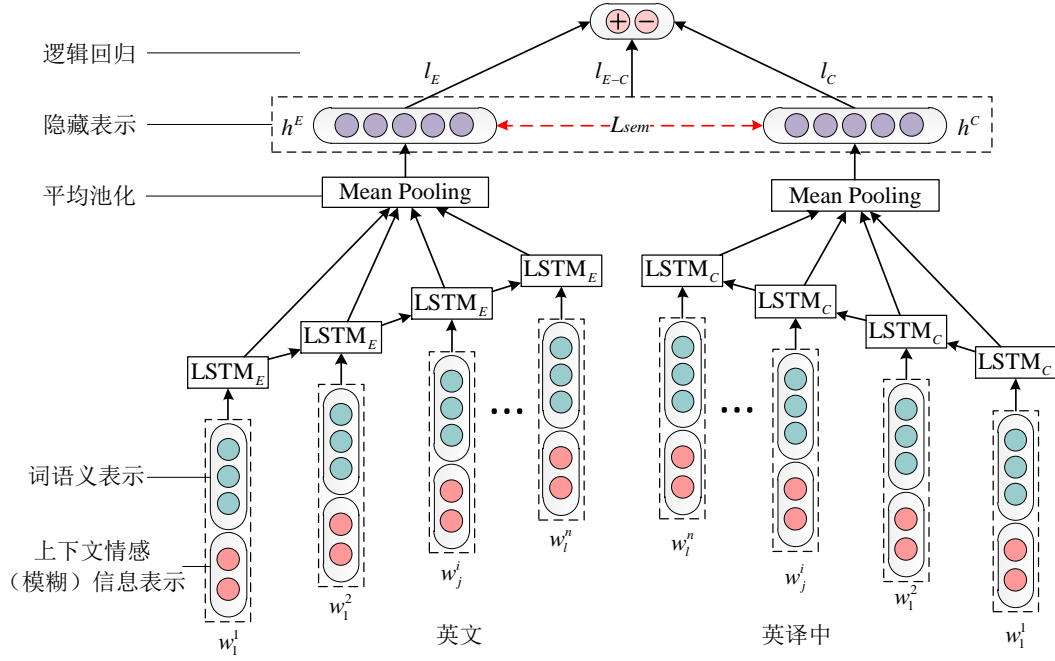 + −
逻辑回归
l_E
l_{E-C}
l_C
隐藏表示
h^E
L_{sem}
h^C
平均池化
Mean Pooling
Mean Pooling
LSTM_E
LSTM_C
LSTM_E
LSTM_C
LSTM_E
LSTM_C
LSTM_E
LSTM_C
...
...
词语义表示
上下文情感
（模糊）信息表示
w_1^1
w_1^2
w_j^i
w_l^n
w_l^n
w_j^i
w_1^2
w_1^1
英文
英译中